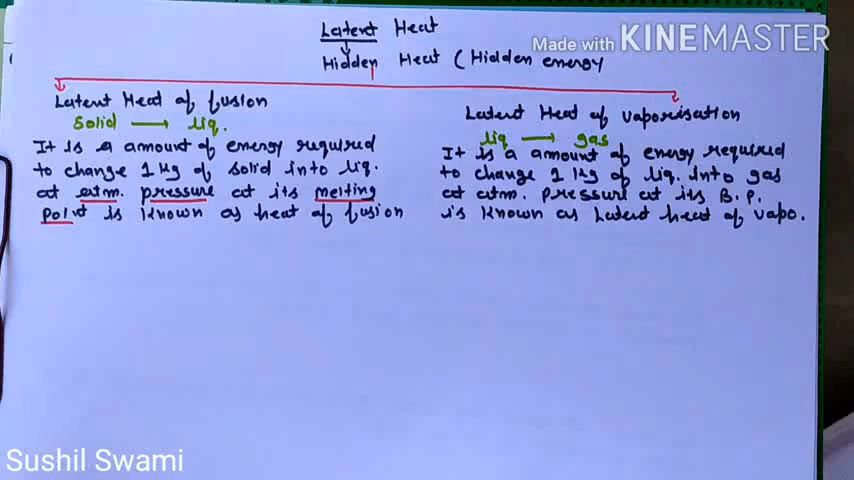 Latent Heat
Made with KINEMASTER
Hidden Heat (Hidden energy
Latent Heat of fusion
Solid → liq.
It is a amount of energy required
to change 1 Kg of solid into liq.
at atm. pressure at its melting
point is known as heat of fusion
Latent Heat of vaporisation
liq → gas
It is a amount of energy required
to change 1 Kg of liq. into gas
at atm. pressure at its B.P.
is known as Latent heat of vapo.
Sushil Swami